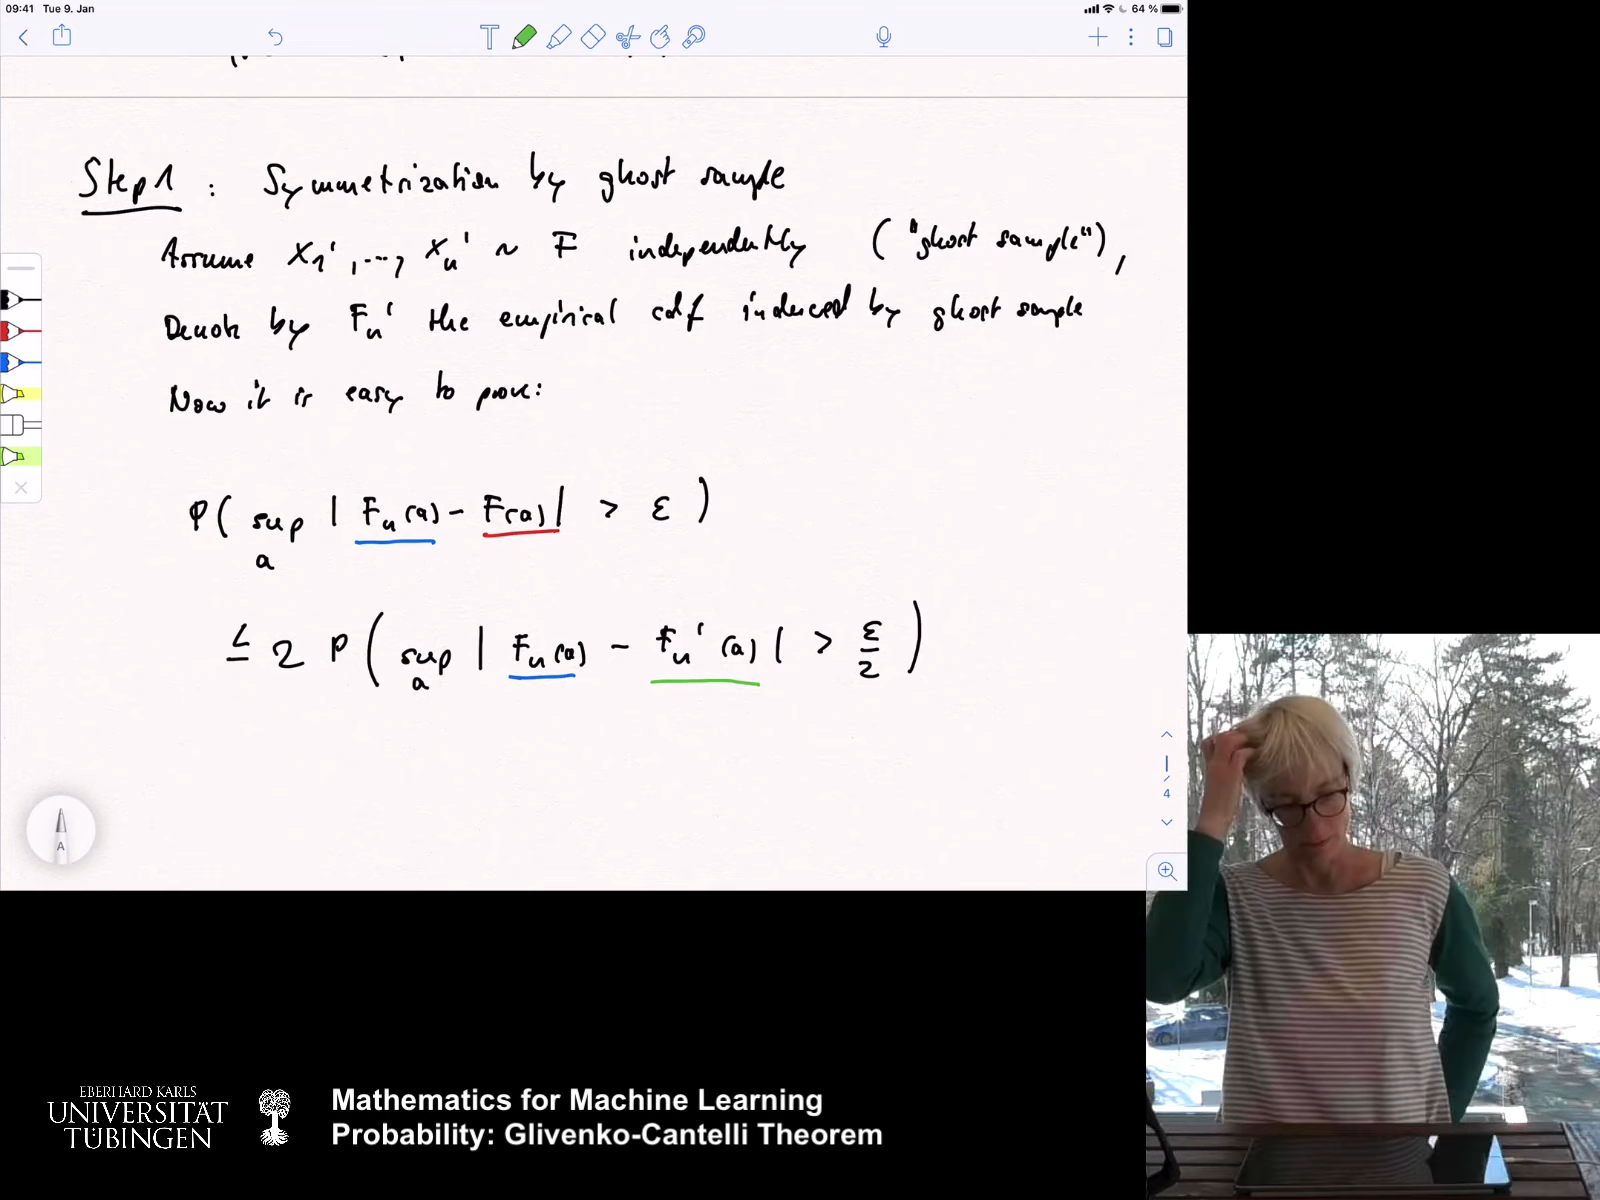 09:41 Tue 9. Jan 64 %
Step 1 : Symmetrization by ghost sample
Assume X₁', ..., Xₙ' ~ F independently ("ghost sample"),
Denote by Fₙ' the empirical cdf induced by ghost sample
Now it is easy to prove:
P( sup | Fₙ(a) - F(a)| > ε )
a
≤ 2 P( sup | Fₙ(a) - Fₙ'(a) | > ε/2 )
a
1
/
4
A
EBERHARD KARLS
UNIVERSITÄT
TÜBINGEN
Mathematics for Machine Learning
Probability: Glivenko-Cantelli Theorem